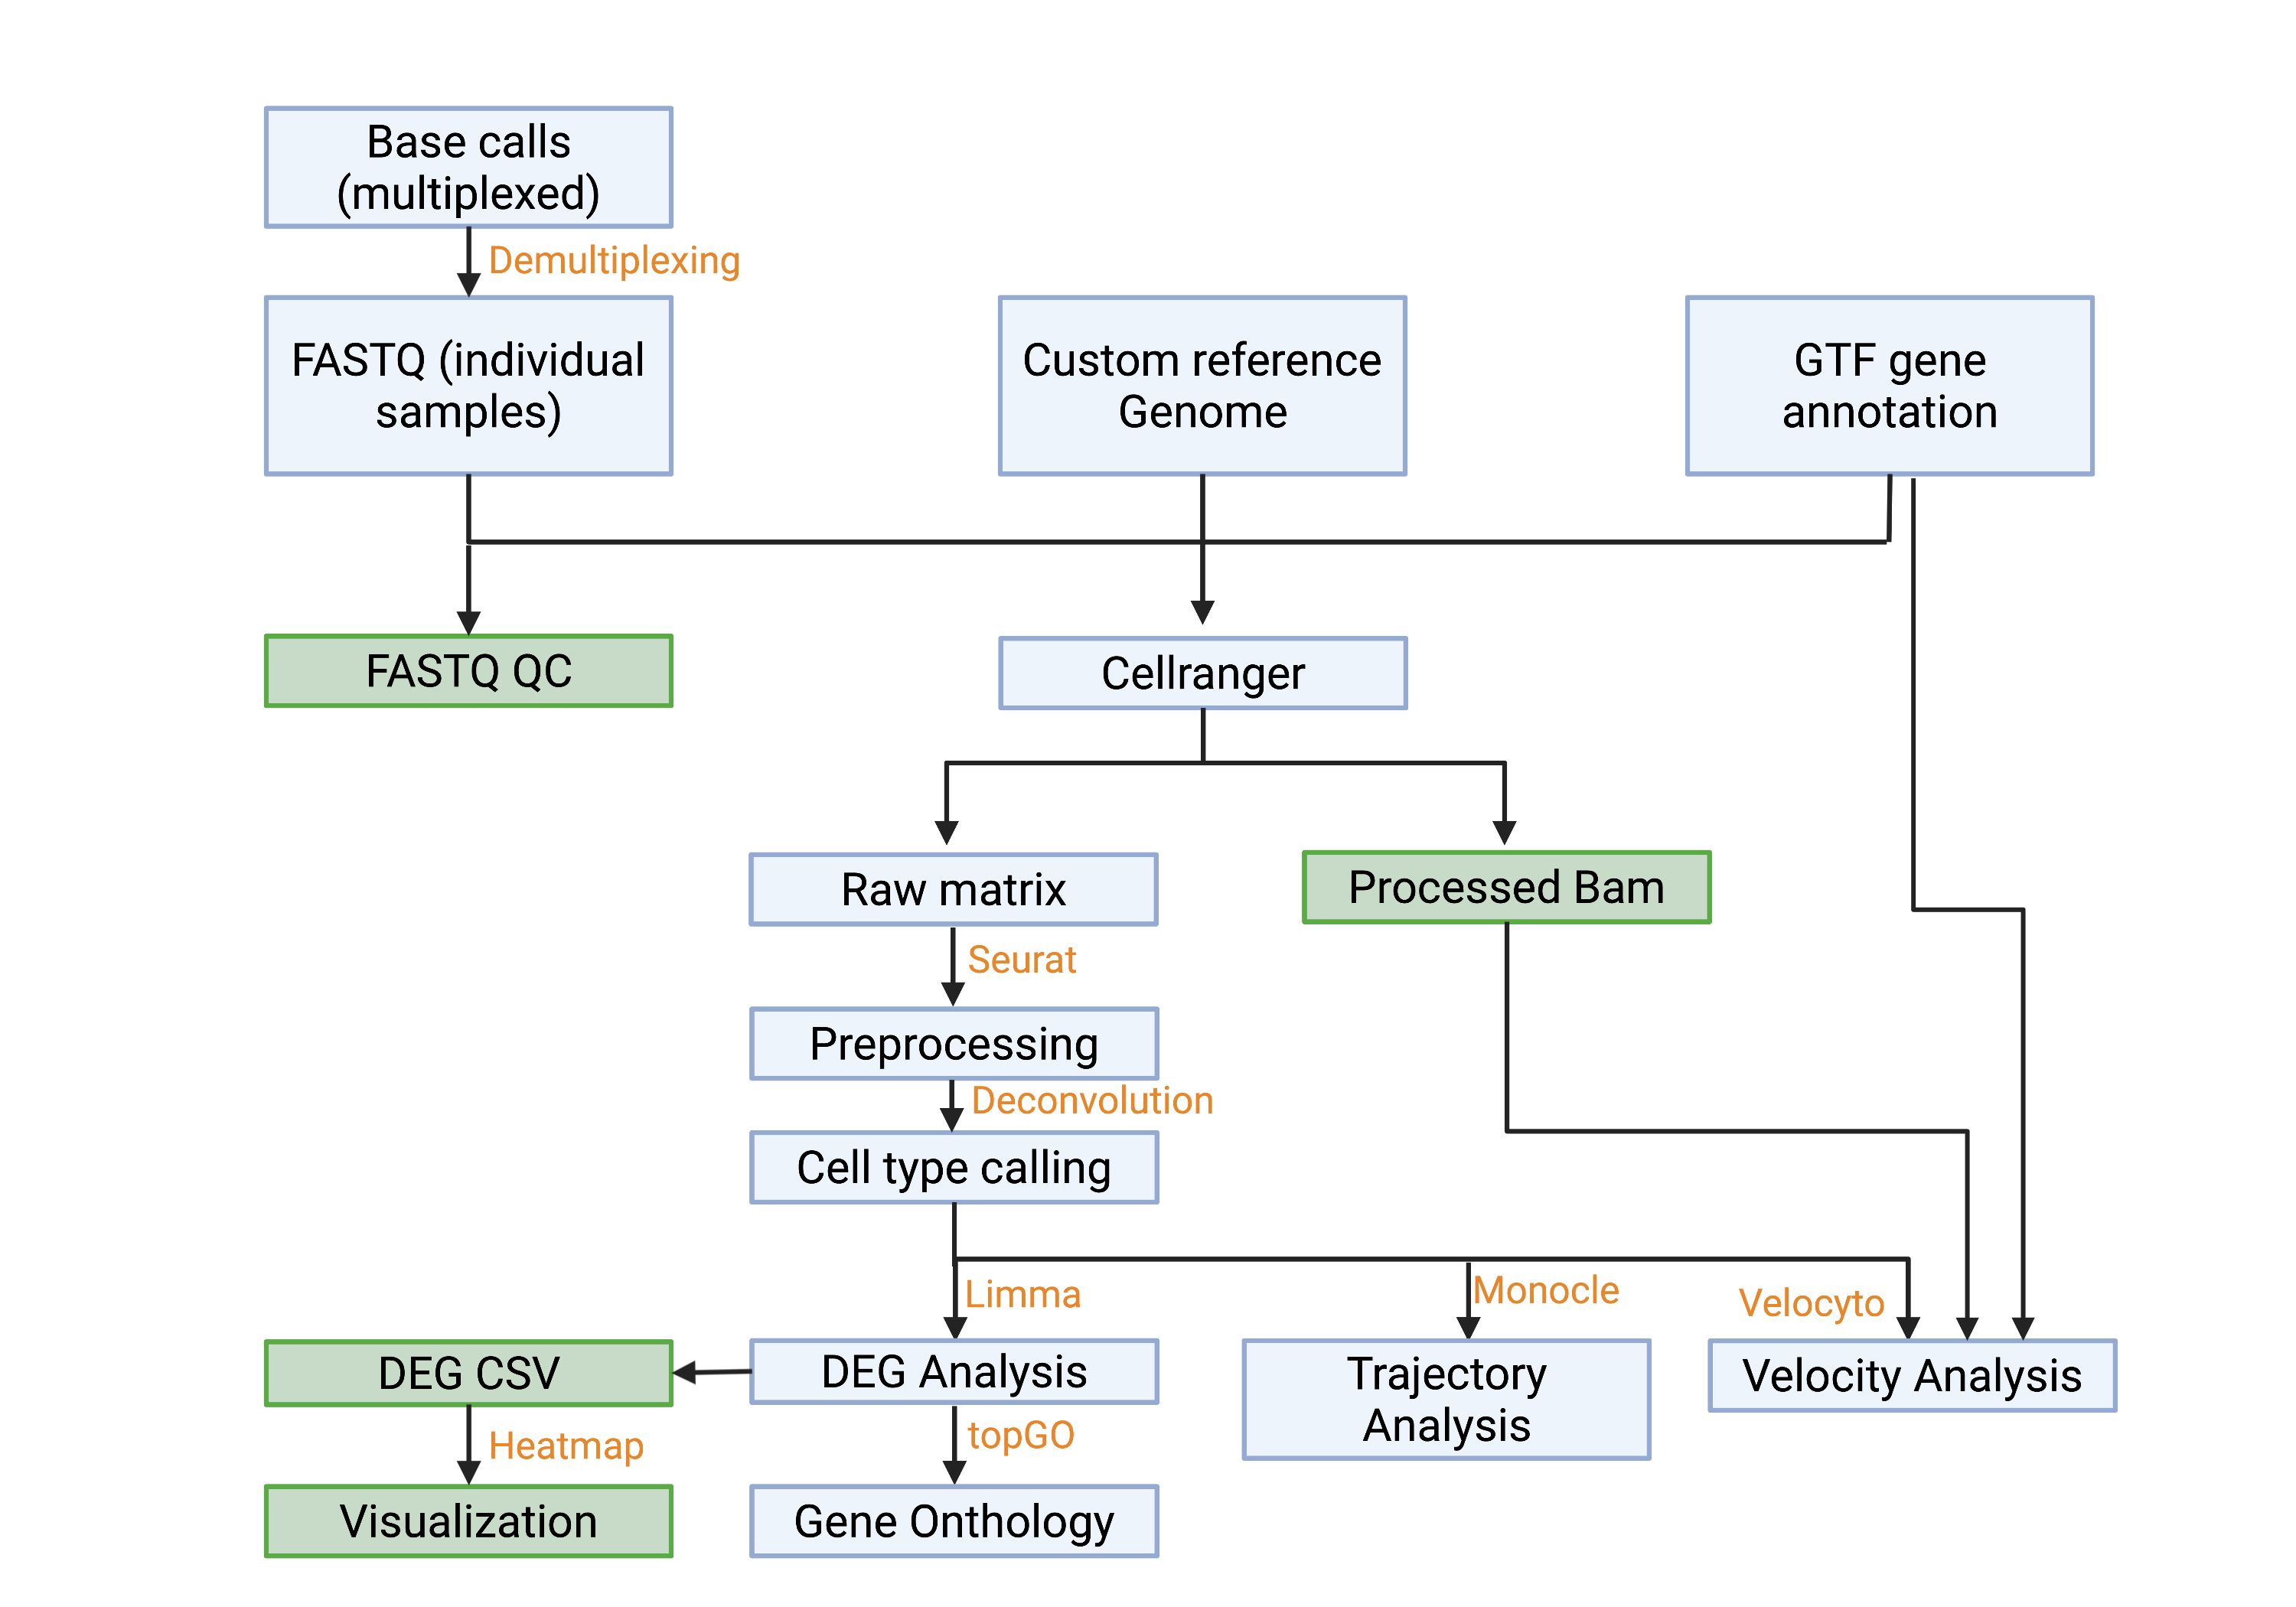 Base calls
(multiplexed)
Demultiplexing
FASTQ (individual
samples)
Custom reference
Genome
GTF gene
annotation
FASTQ QC
Cellranger
Raw matrix
Processed Bam
Seurat
Preprocessing
Deconvolution
Cell type calling
Limma
Monocle
Velocyto
DEG CSV
DEG Analysis
Trajectory
Analysis
Velocity Analysis
Heatmap
topGO
Visualization
Gene Onthology